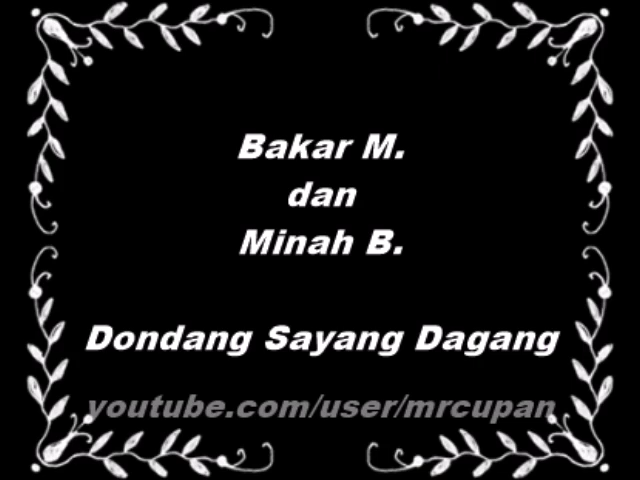 Bakar M.
dan
Minah B.
Dondang Sayang Dagang
youtube.com/user/mrcupan